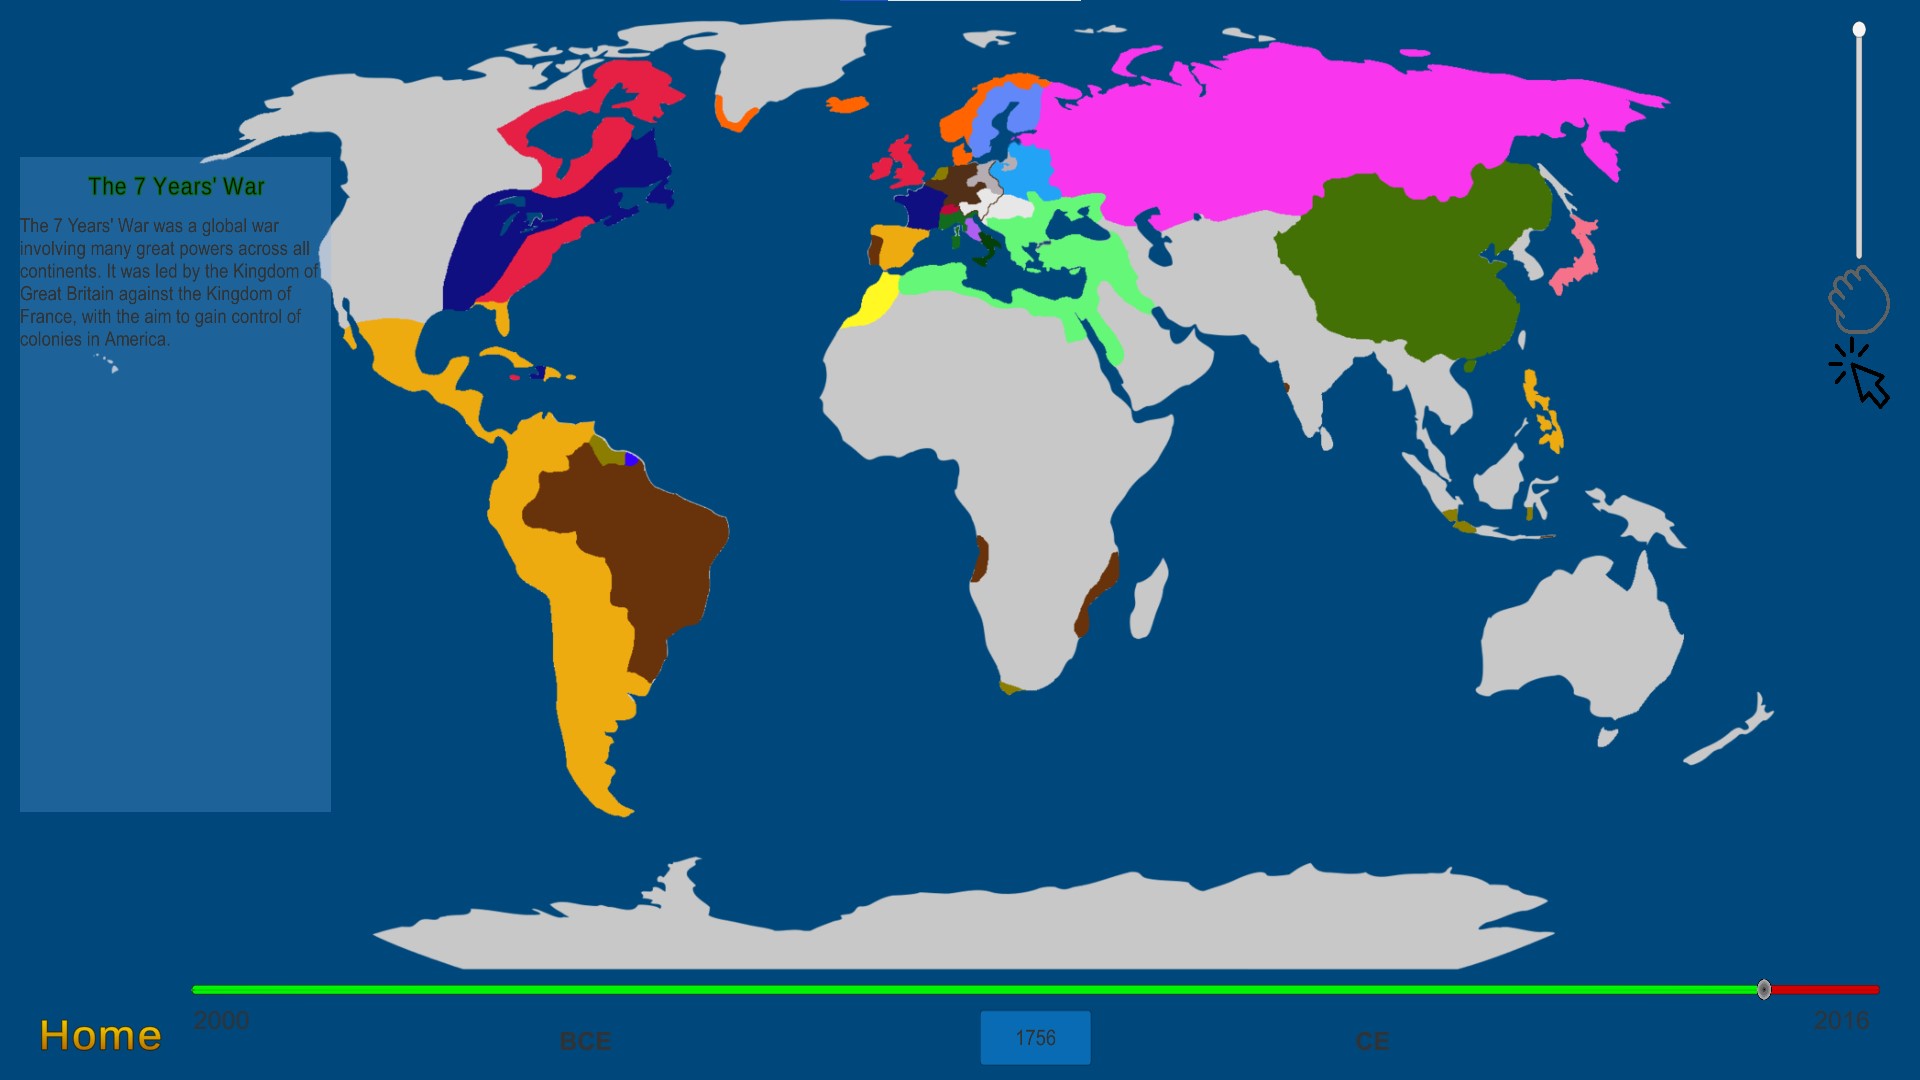 The 7 Years' War
The 7 Years' War was a global war
involving many great powers across all
continents. It was led by the Kingdom of
Great Britain against the Kingdom of
France, with the aim to gain control of
colonies in America.
2000
2016
Home
BCE
1756
CE